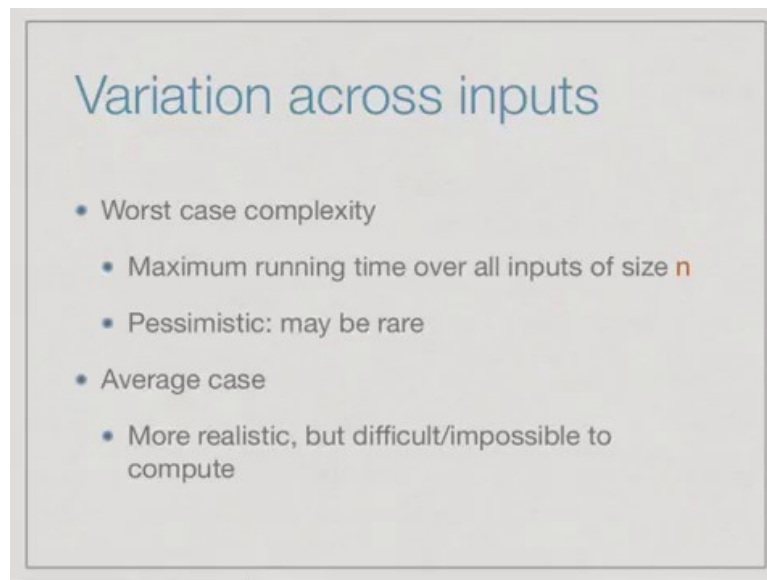 Variation across inputs
• Worst case complexity
• Maximum running time over all inputs of size n
• Pessimistic: may be rare
• Average case
• More realistic, but difficult/impossible to
compute